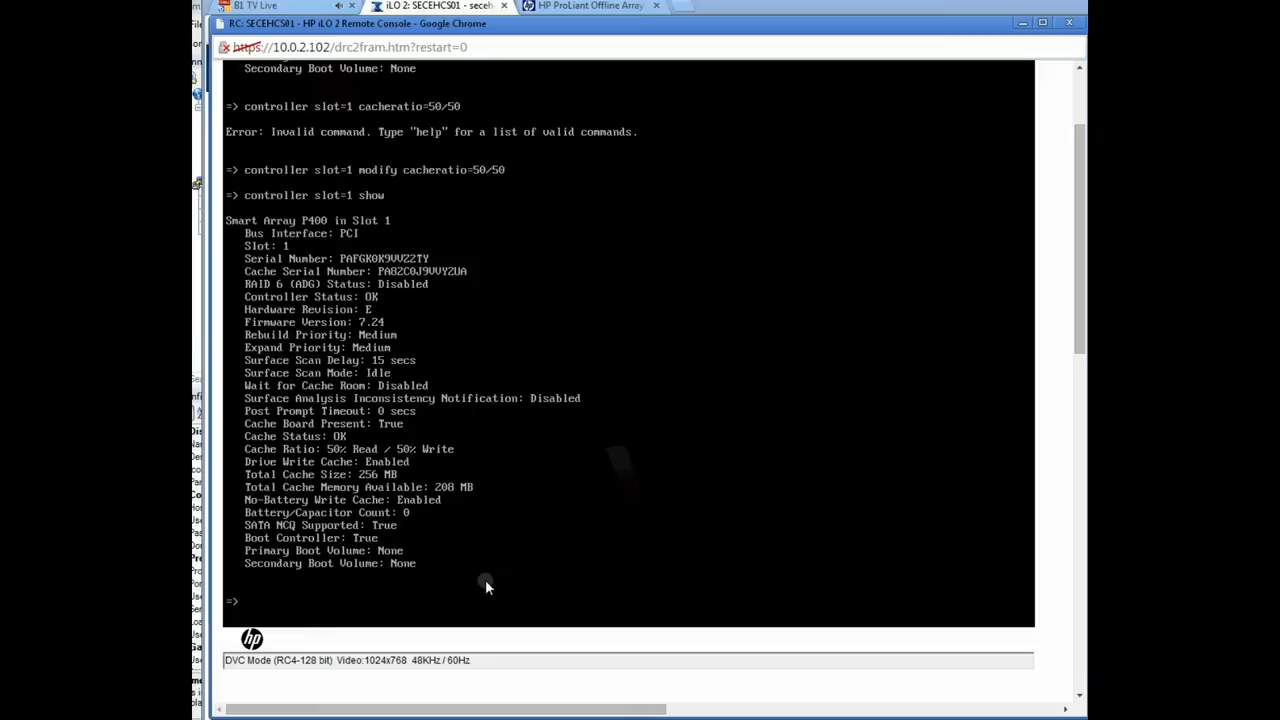 B1 TV Live
iLO 2: SECEHCS01 - seceh
HP ProLiant Offline Array
RC: SECEHCS01 - HP iLO 2 Remote Console - Google Chrome
https://10.0.2.102/drc2fram.htm?restart=0
Secondary Boot Volume: None
=> controller slot=1 cacheratio=50/50
Error: Invalid command. Type "help" for a list of valid commands.
=> controller slot=1 modify cacheratio=50/50
=> controller slot=1 show
Smart Array P400 in Slot 1
Bus Interface: PCI
Slot: 1
Serial Number: PAFGK0K9VVZ2TY
Cache Serial Number: PA82C0J9VVY2UA
RAID 6 (ADG) Status: Disabled
Controller Status: OK
Hardware Revision: E
Firmware Version: 7.24
Rebuild Priority: Medium
Expand Priority: Medium
Surface Scan Delay: 15 secs
Surface Scan Mode: Idle
Wait for Cache Room: Disabled
Surface Analysis Inconsistency Notification: Disabled
Post Prompt Timeout: 0 secs
Cache Board Present: True
Cache Status: OK
Cache Ratio: 50% Read / 50% Write
Drive Write Cache: Enabled
Total Cache Size: 256 MB
Total Cache Memory Available: 208 MB
No-Battery Write Cache: Enabled
Battery/Capacitor Count: 0
SATA NCQ Supported: True
Boot Controller: True
Primary Boot Volume: None
Secondary Boot Volume: None
=>
hp
DVC Mode (RC4-128 bit) Video:1024x768 48KHz / 60Hz